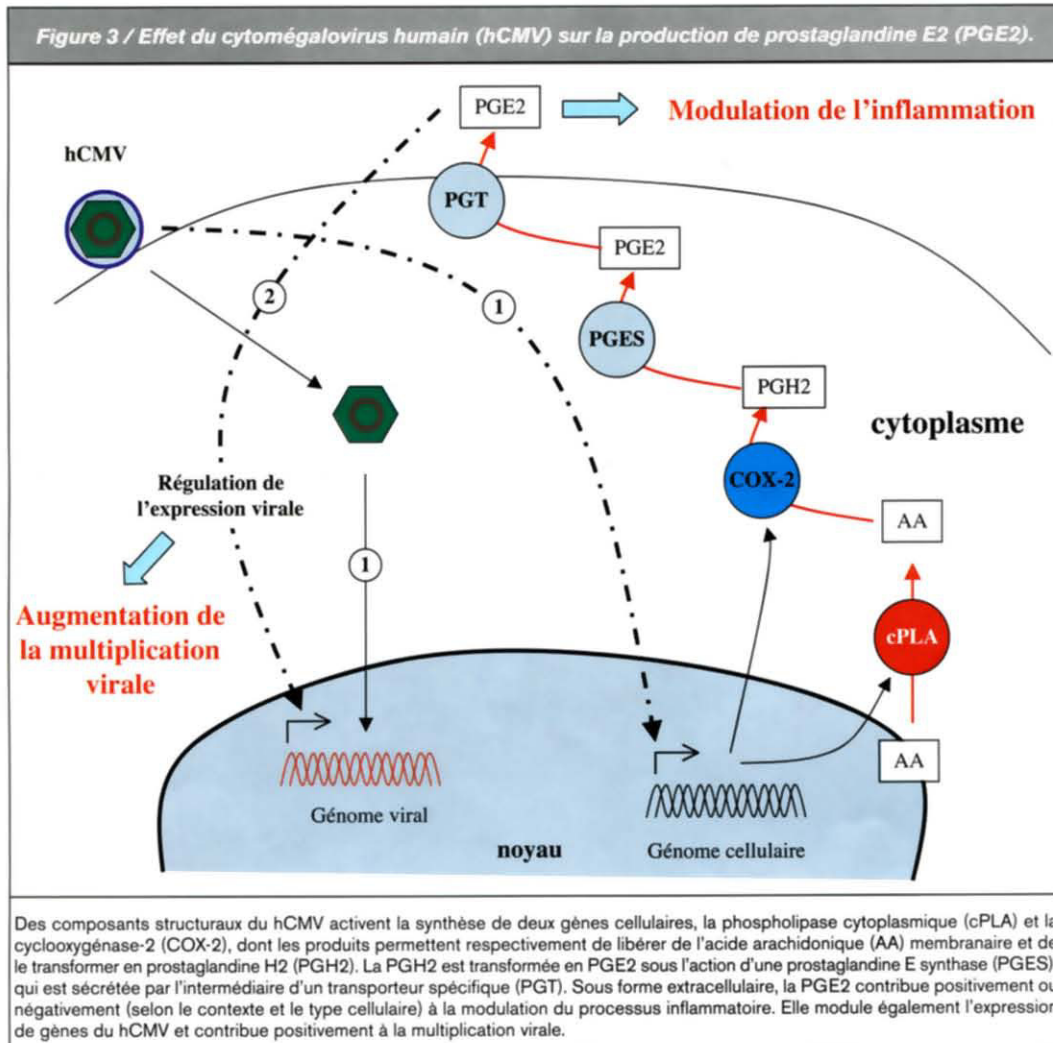 Figure 3 / Effet du cytomégalovirus humain (hCMV) sur la production de prostaglandine E2 (PGE2).
PGE2
Modulation de l'inflammation
hCMV
PGT
PGE2
2
1
PGES
PGH2
cytoplasme
COX-2
Régulation de
l'expression virale
AA
1
Augmentation de
la multiplication
virale
cPLA
AA
Génome viral
noyau
Génome cellulaire
Des composants structuraux du hCMV activent la synthèse de deux gènes cellulaires, la phospholipase cytoplasmique (cPLA) et la
cyclooxygénase-2 (COX-2), dont les produits permettent respectivement de libérer de l'acide arachidonique (AA) membranaire et de
le transformer en prostaglandine H2 (PGH2). La PGH2 est transformée en PGE2 sous l'action d'une prostaglandine E synthase (PGES)
qui est sécrétée par l'intermédiaire d'un transporteur spécifique (PGT). Sous forme extracellulaire, la PGE2 contribue positivement ou
négativement (selon le contexte et le type cellulaire) à la modulation du processus inflammatoire. Elle module également l'expression
de gènes du hCMV et contribue positivement à la multiplication virale.